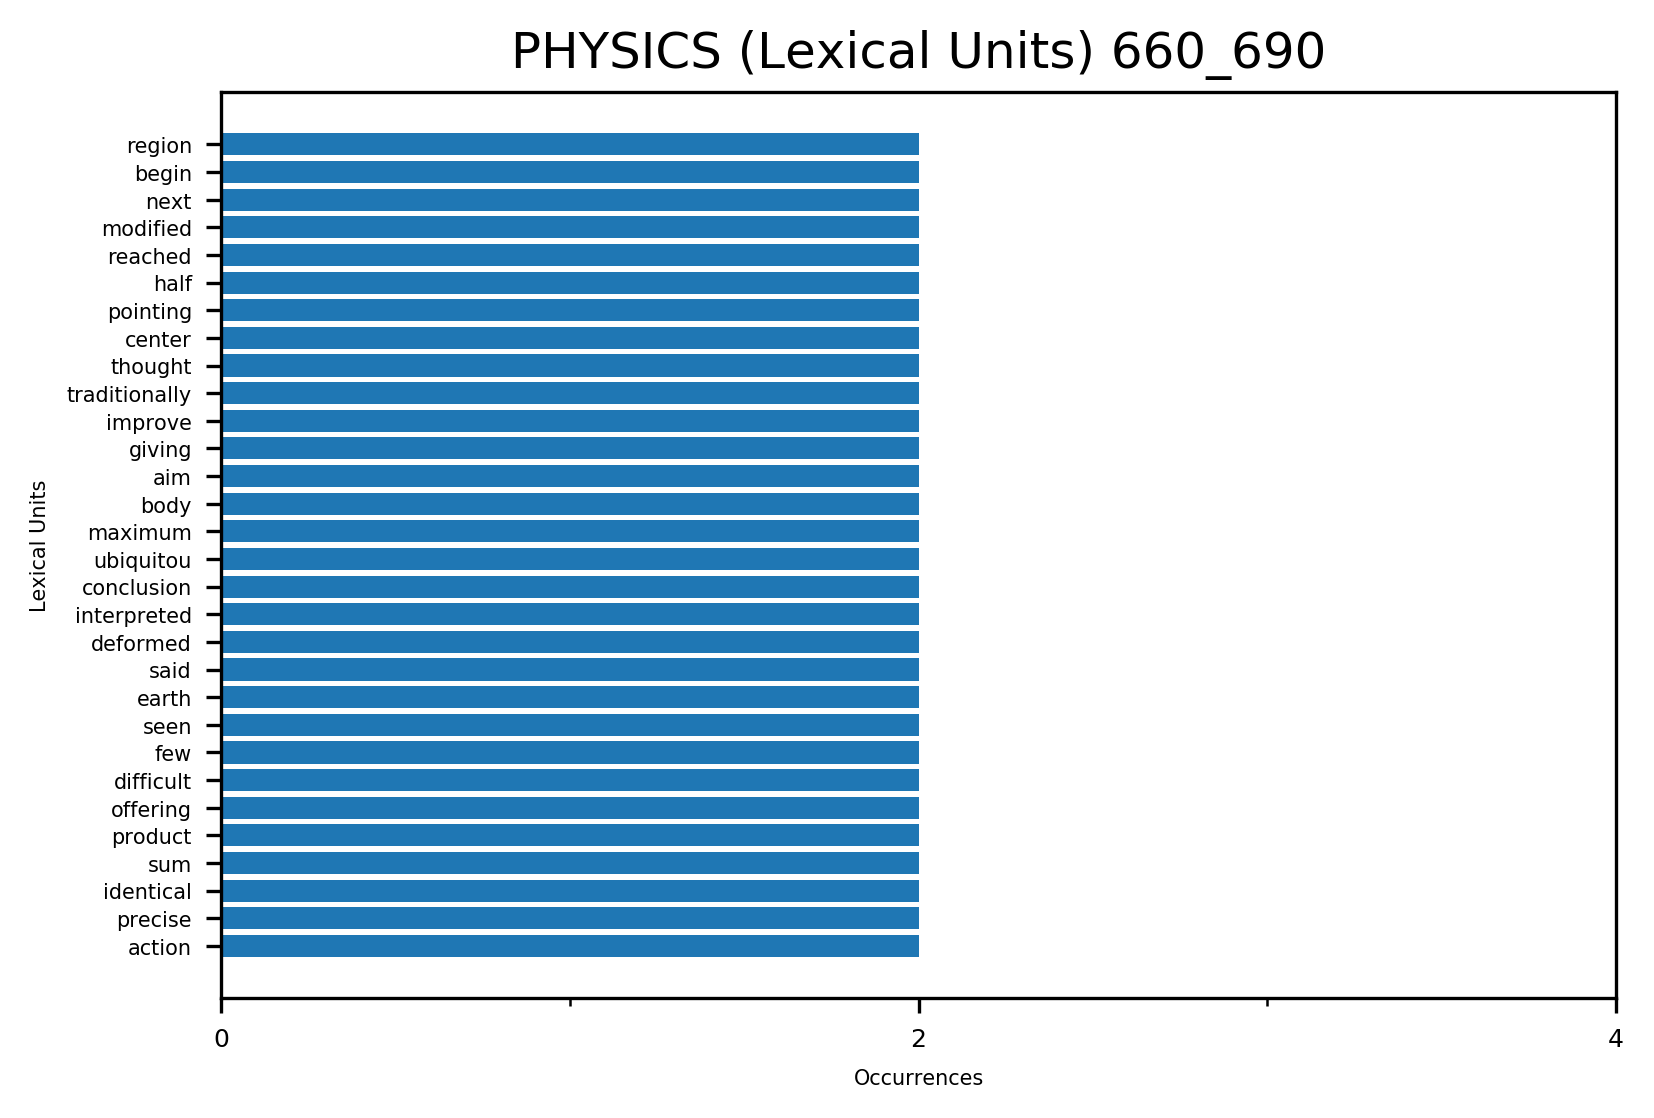 PHYSICS (Lexical Units) 660_690
region
begin
next
modified
reached
half
pointing
center
thought
traditionally
improve
giving
aim
body
maximum
ubiquitou
conclusion
interpreted
deformed
said
earth
seen
few
difficult
offering
product
sum
identical
precise
action
Lexical Units
0 2 4
Occurrences